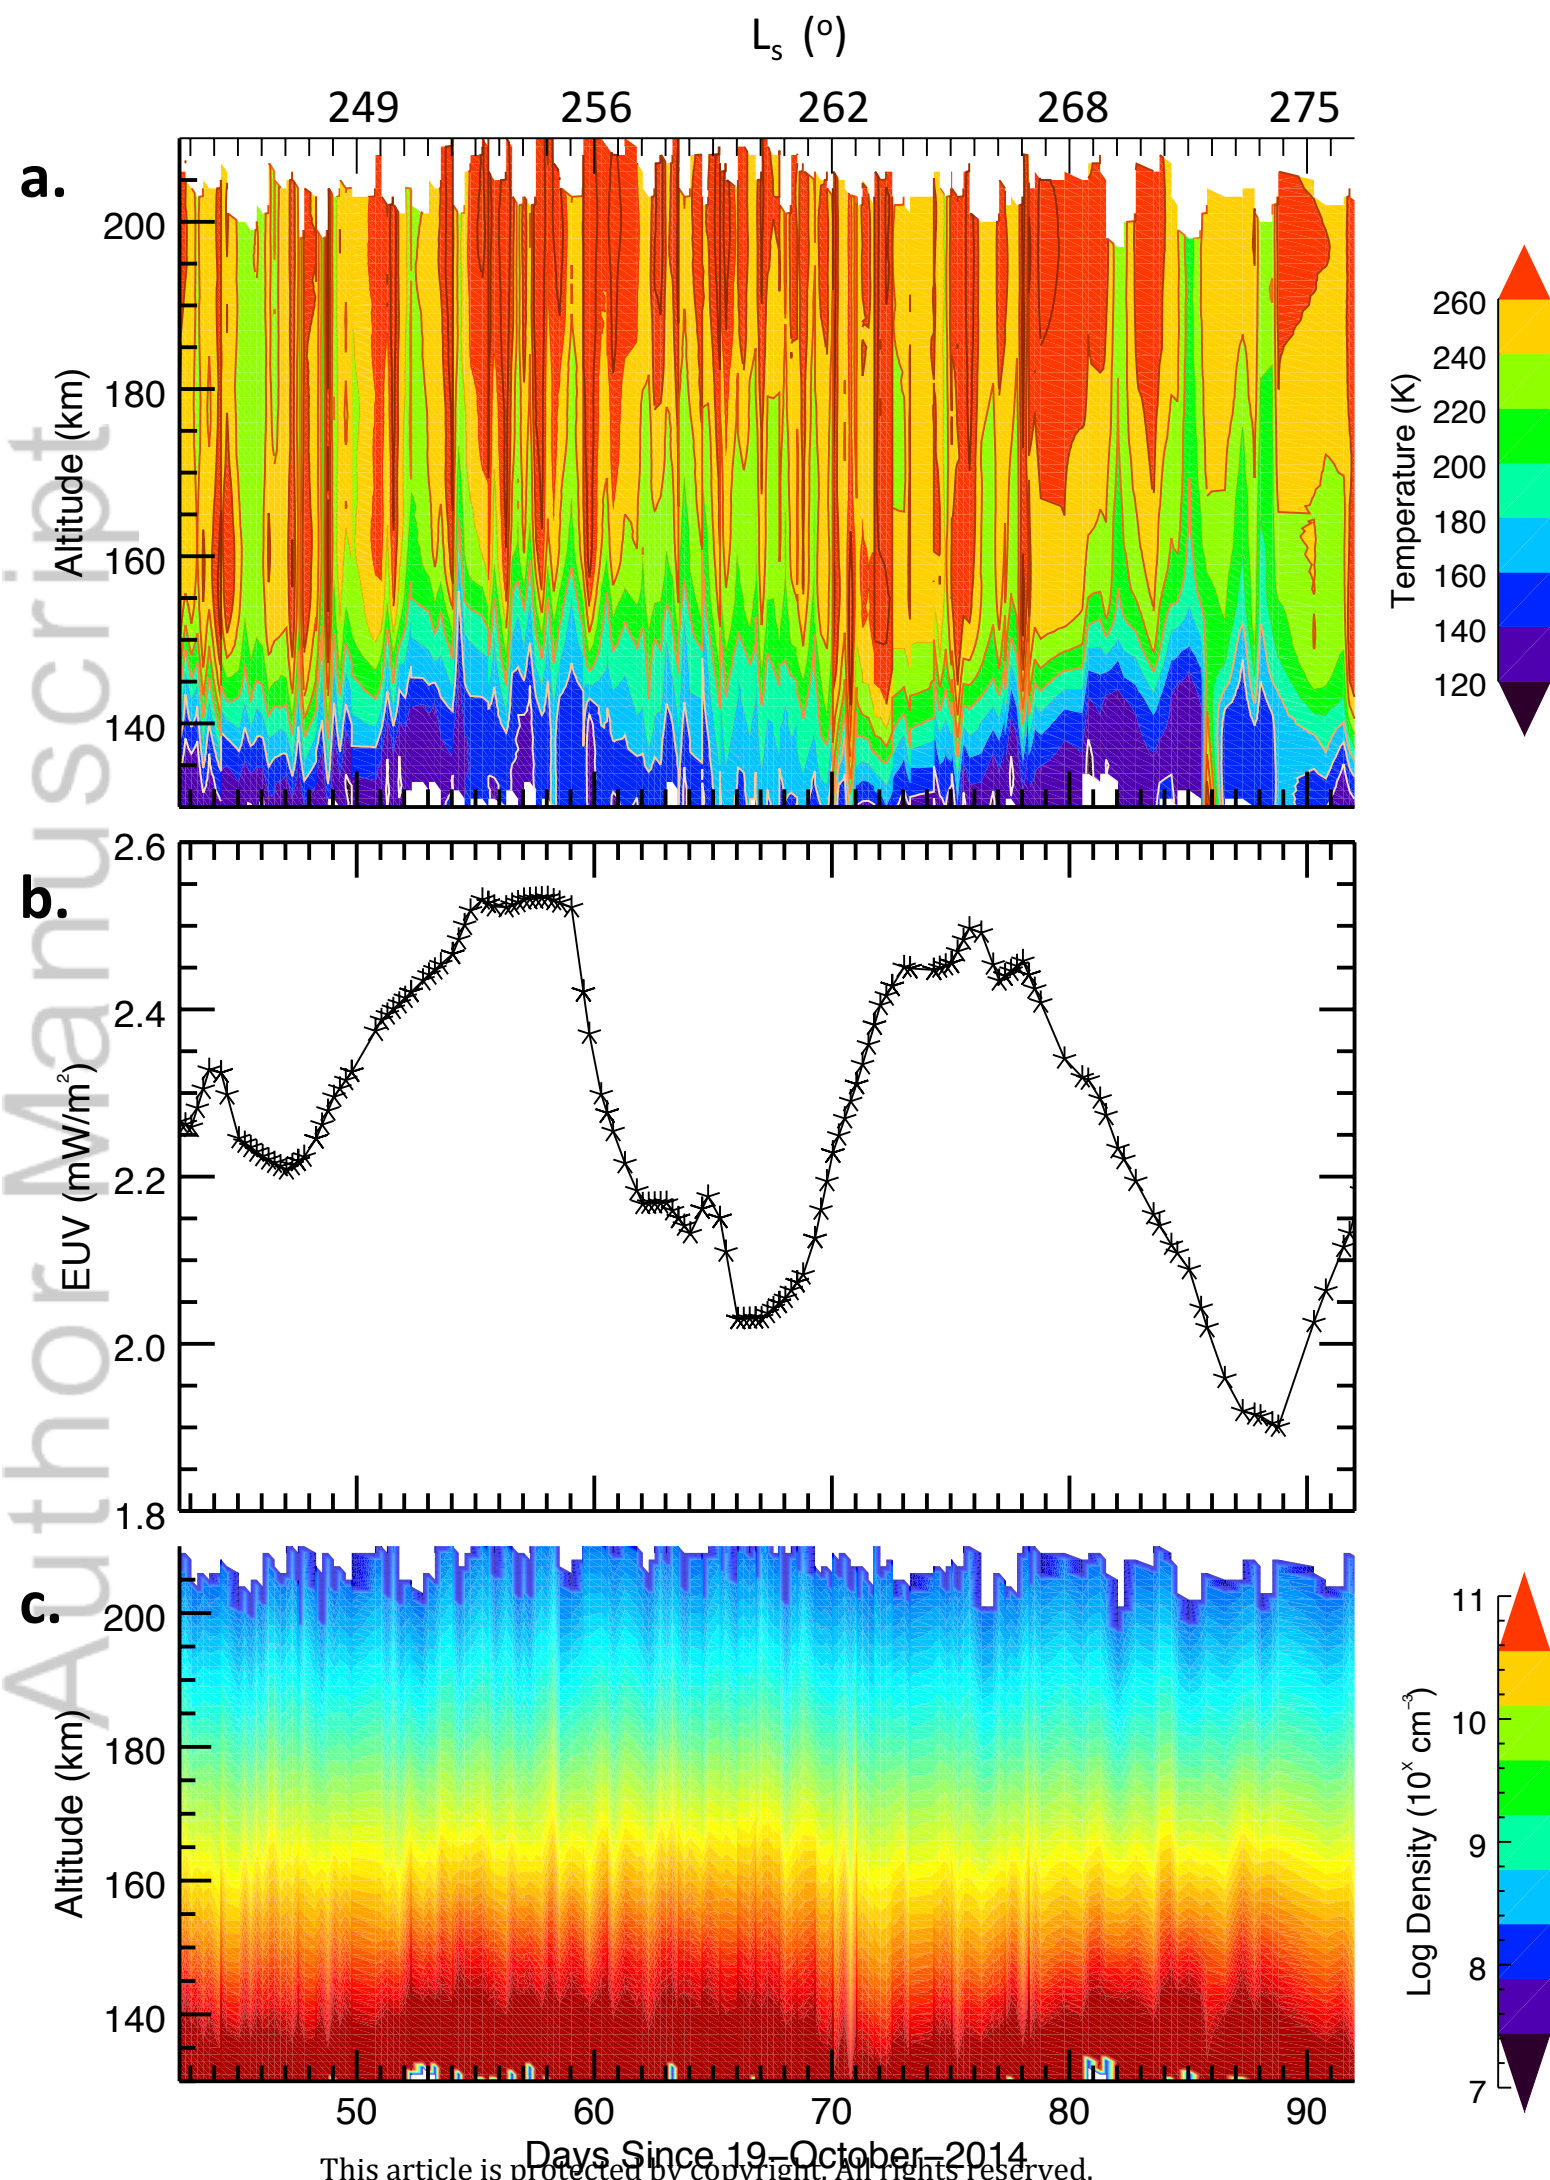 Ls (o)
249 256 262 268 275
a.
200
180
160
140
Altitude (km)
260
240
220
200
180
160
140
120
Temperature (K)
b.
2.6
2.4
2.2
2.0
1.8
EUV (mW/m2)
c.
200
180
160
140
Altitude (km)
11
10
9
8
7
Log Density (10x cm−3)
50 60 70 80 90
Days Since 19−October−2014
This article is protected by copyright. All rights reserved.
Author Manuscript